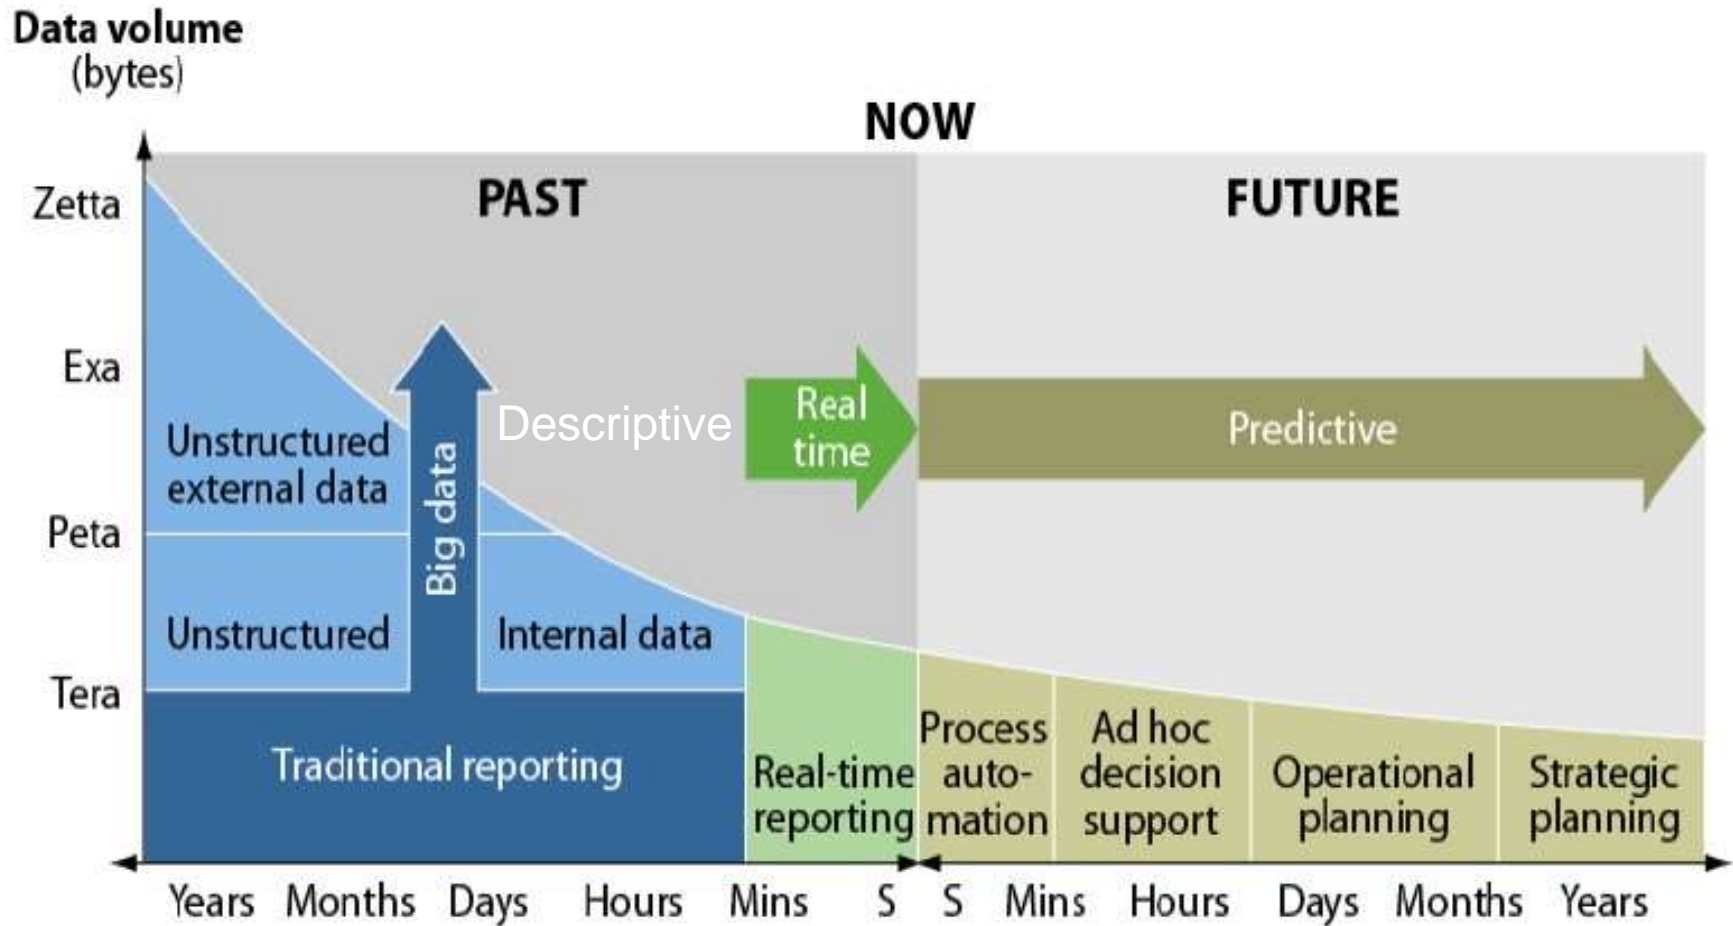 Data volume
(bytes)
NOW
PAST
FUTURE
Zetta
Exa
Peta
Tera
Unstructured
external data
Big data
Descriptive
Real
time
Predictive
Unstructured
Internal data
Traditional reporting
Real-time
reporting
Process
auto-
mation
Ad hoc
decision
support
Operational
planning
Strategic
planning
Years Months Days Hours Mins S S Mins Hours Days Months Years